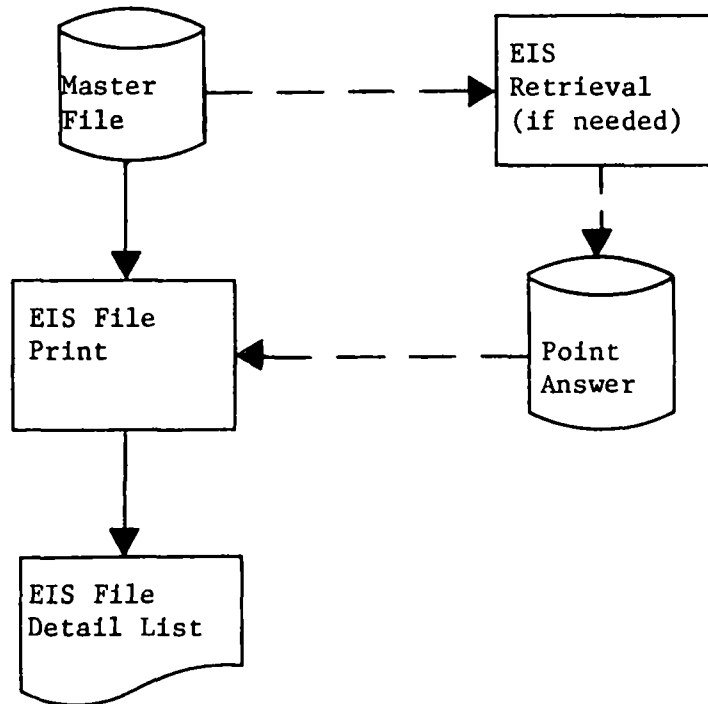 Master
File
EIS
Retrieval
(if needed)
EIS File
Print
Point
Answer
EIS File
Detail List